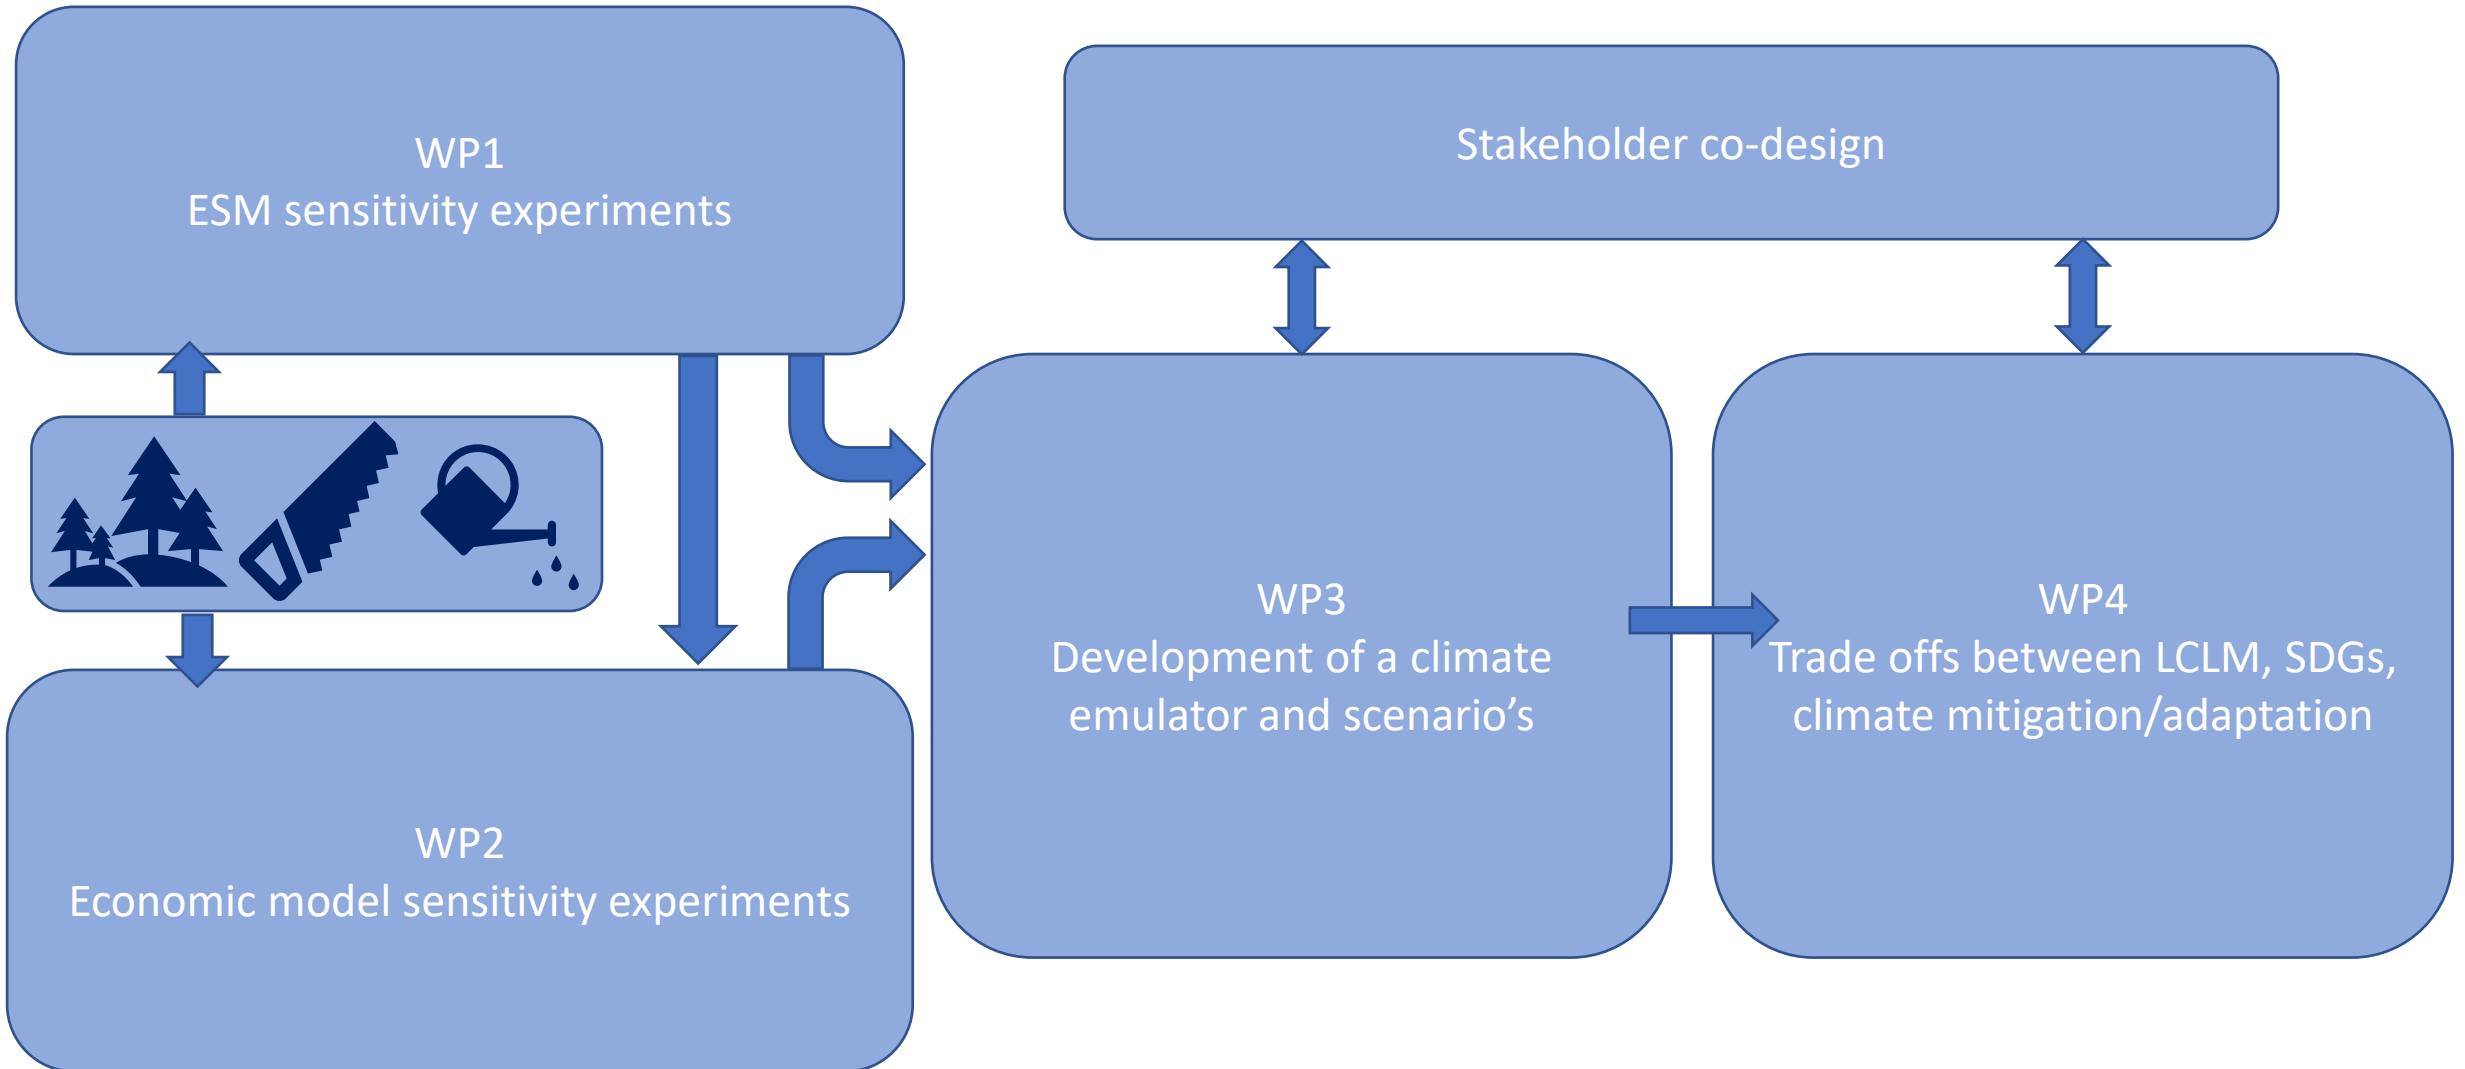 WP1
ESM sensitivity experiments
Stakeholder co-design
WP2
Economic model sensitivity experiments
WP3
Development of a climate
emulator and scenario’s
WP4
Trade offs between LCLM, SDGs,
climate mitigation/adaptation